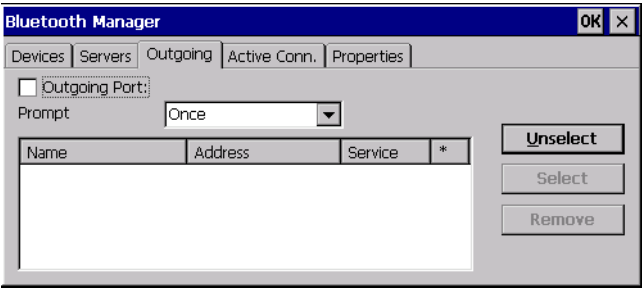 Bluetooth Manager OK ×
Devices Servers Outgoing Active Conn. Properties
Outgoing Port:
Prompt Once
Unselect
Name Address Service *
Select
Remove